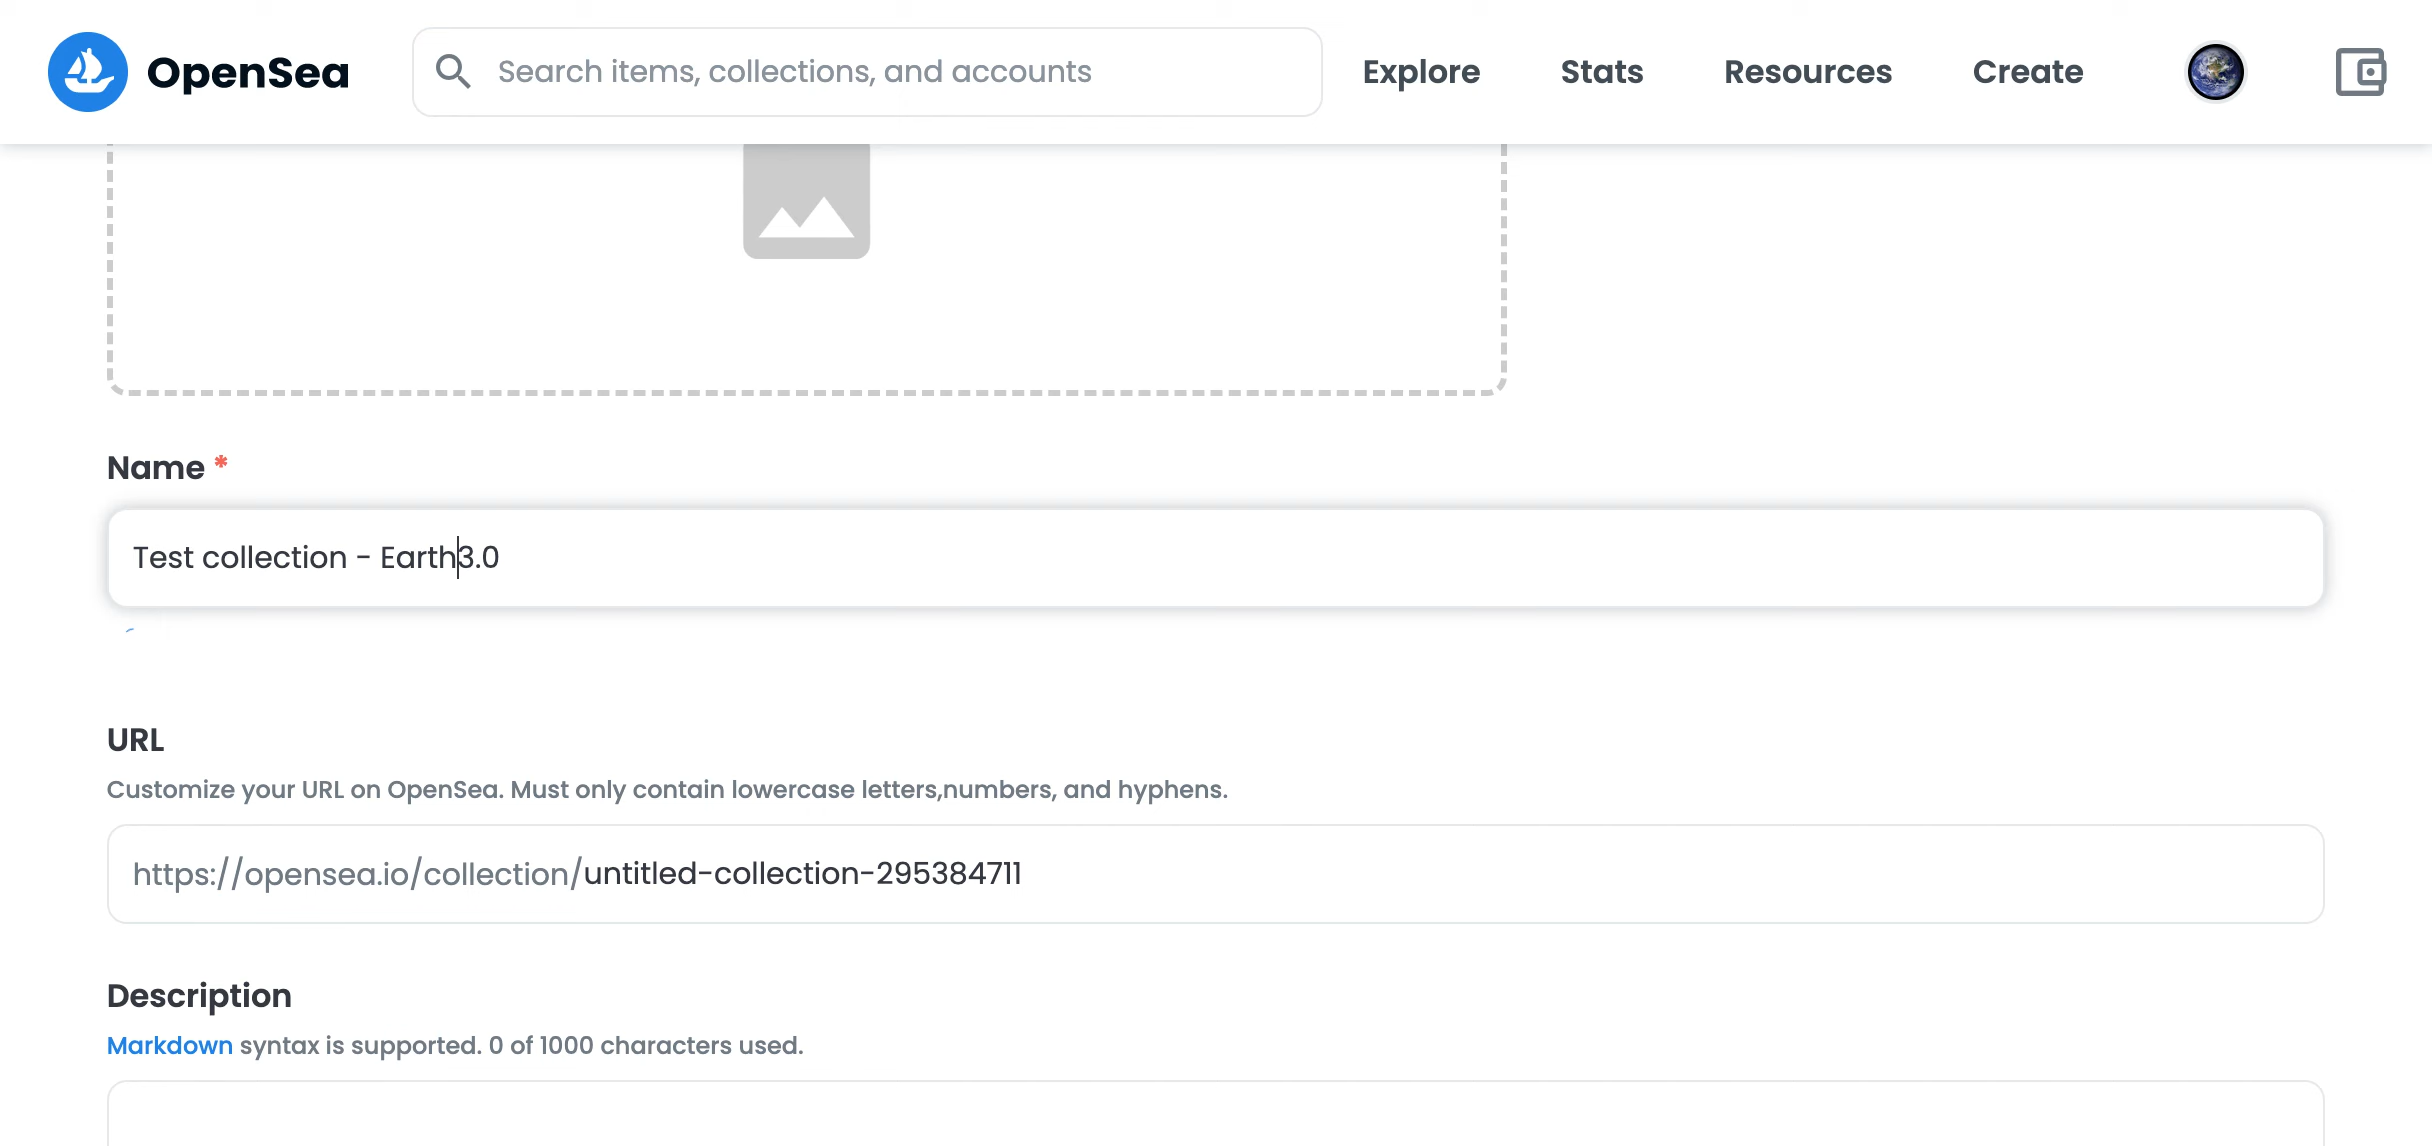 OpenSea
Search items, collections, and accounts
Explore
Stats
Resources
Create
Name *
Test collection - Earth3.0
URL
Customize your URL on OpenSea. Must only contain lowercase letters,numbers, and hyphens.
https://opensea.io/collection/untitled-collection-295384711
Description
Markdown syntax is supported. 0 of 1000 characters used.